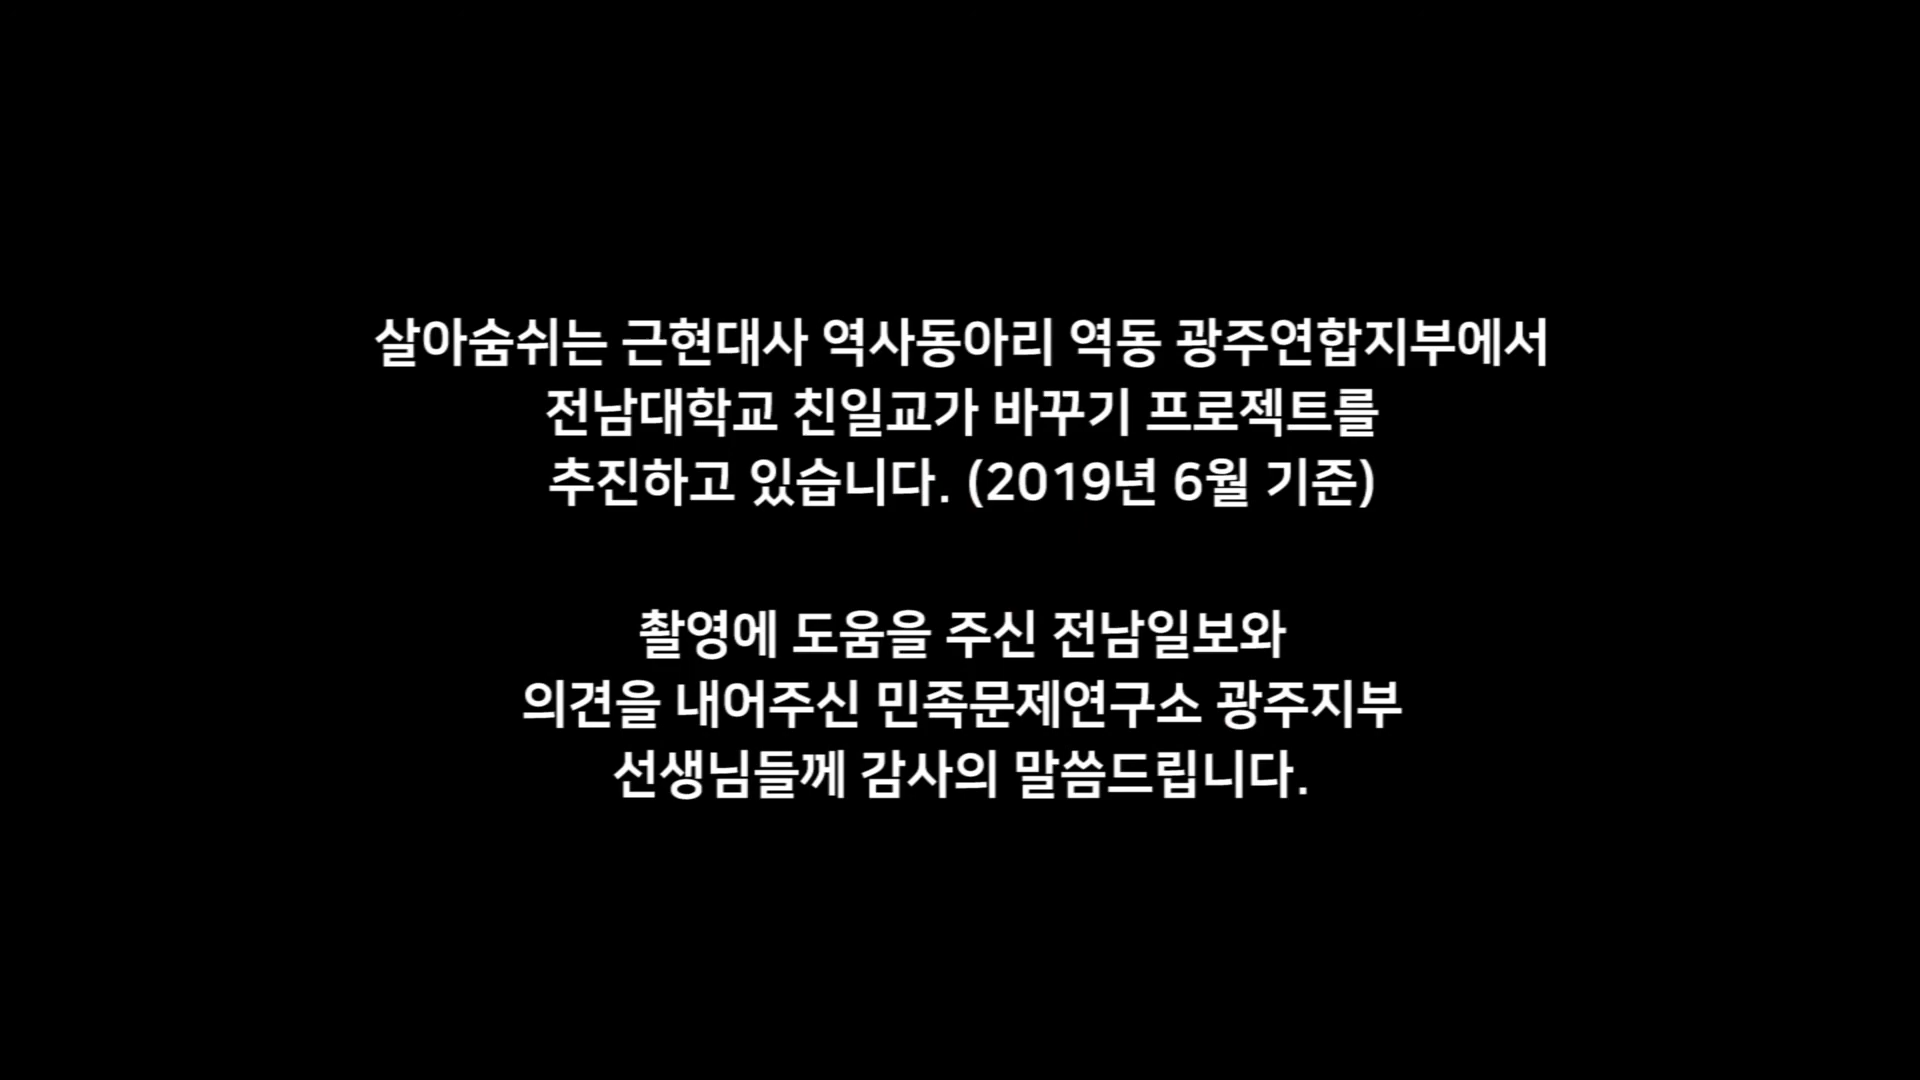 살아숨쉬는 근현대사 역사동아리 역동 광주연합지부에서
전남대학교 친일교가 바꾸기 프로젝트를
추진하고 있습니다. (2019년 6월 기준)
촬영에 도움을 주신 전남일보와
의견을 내어주신 민족문제연구소 광주지부
선생님들께 감사의 말씀드립니다.